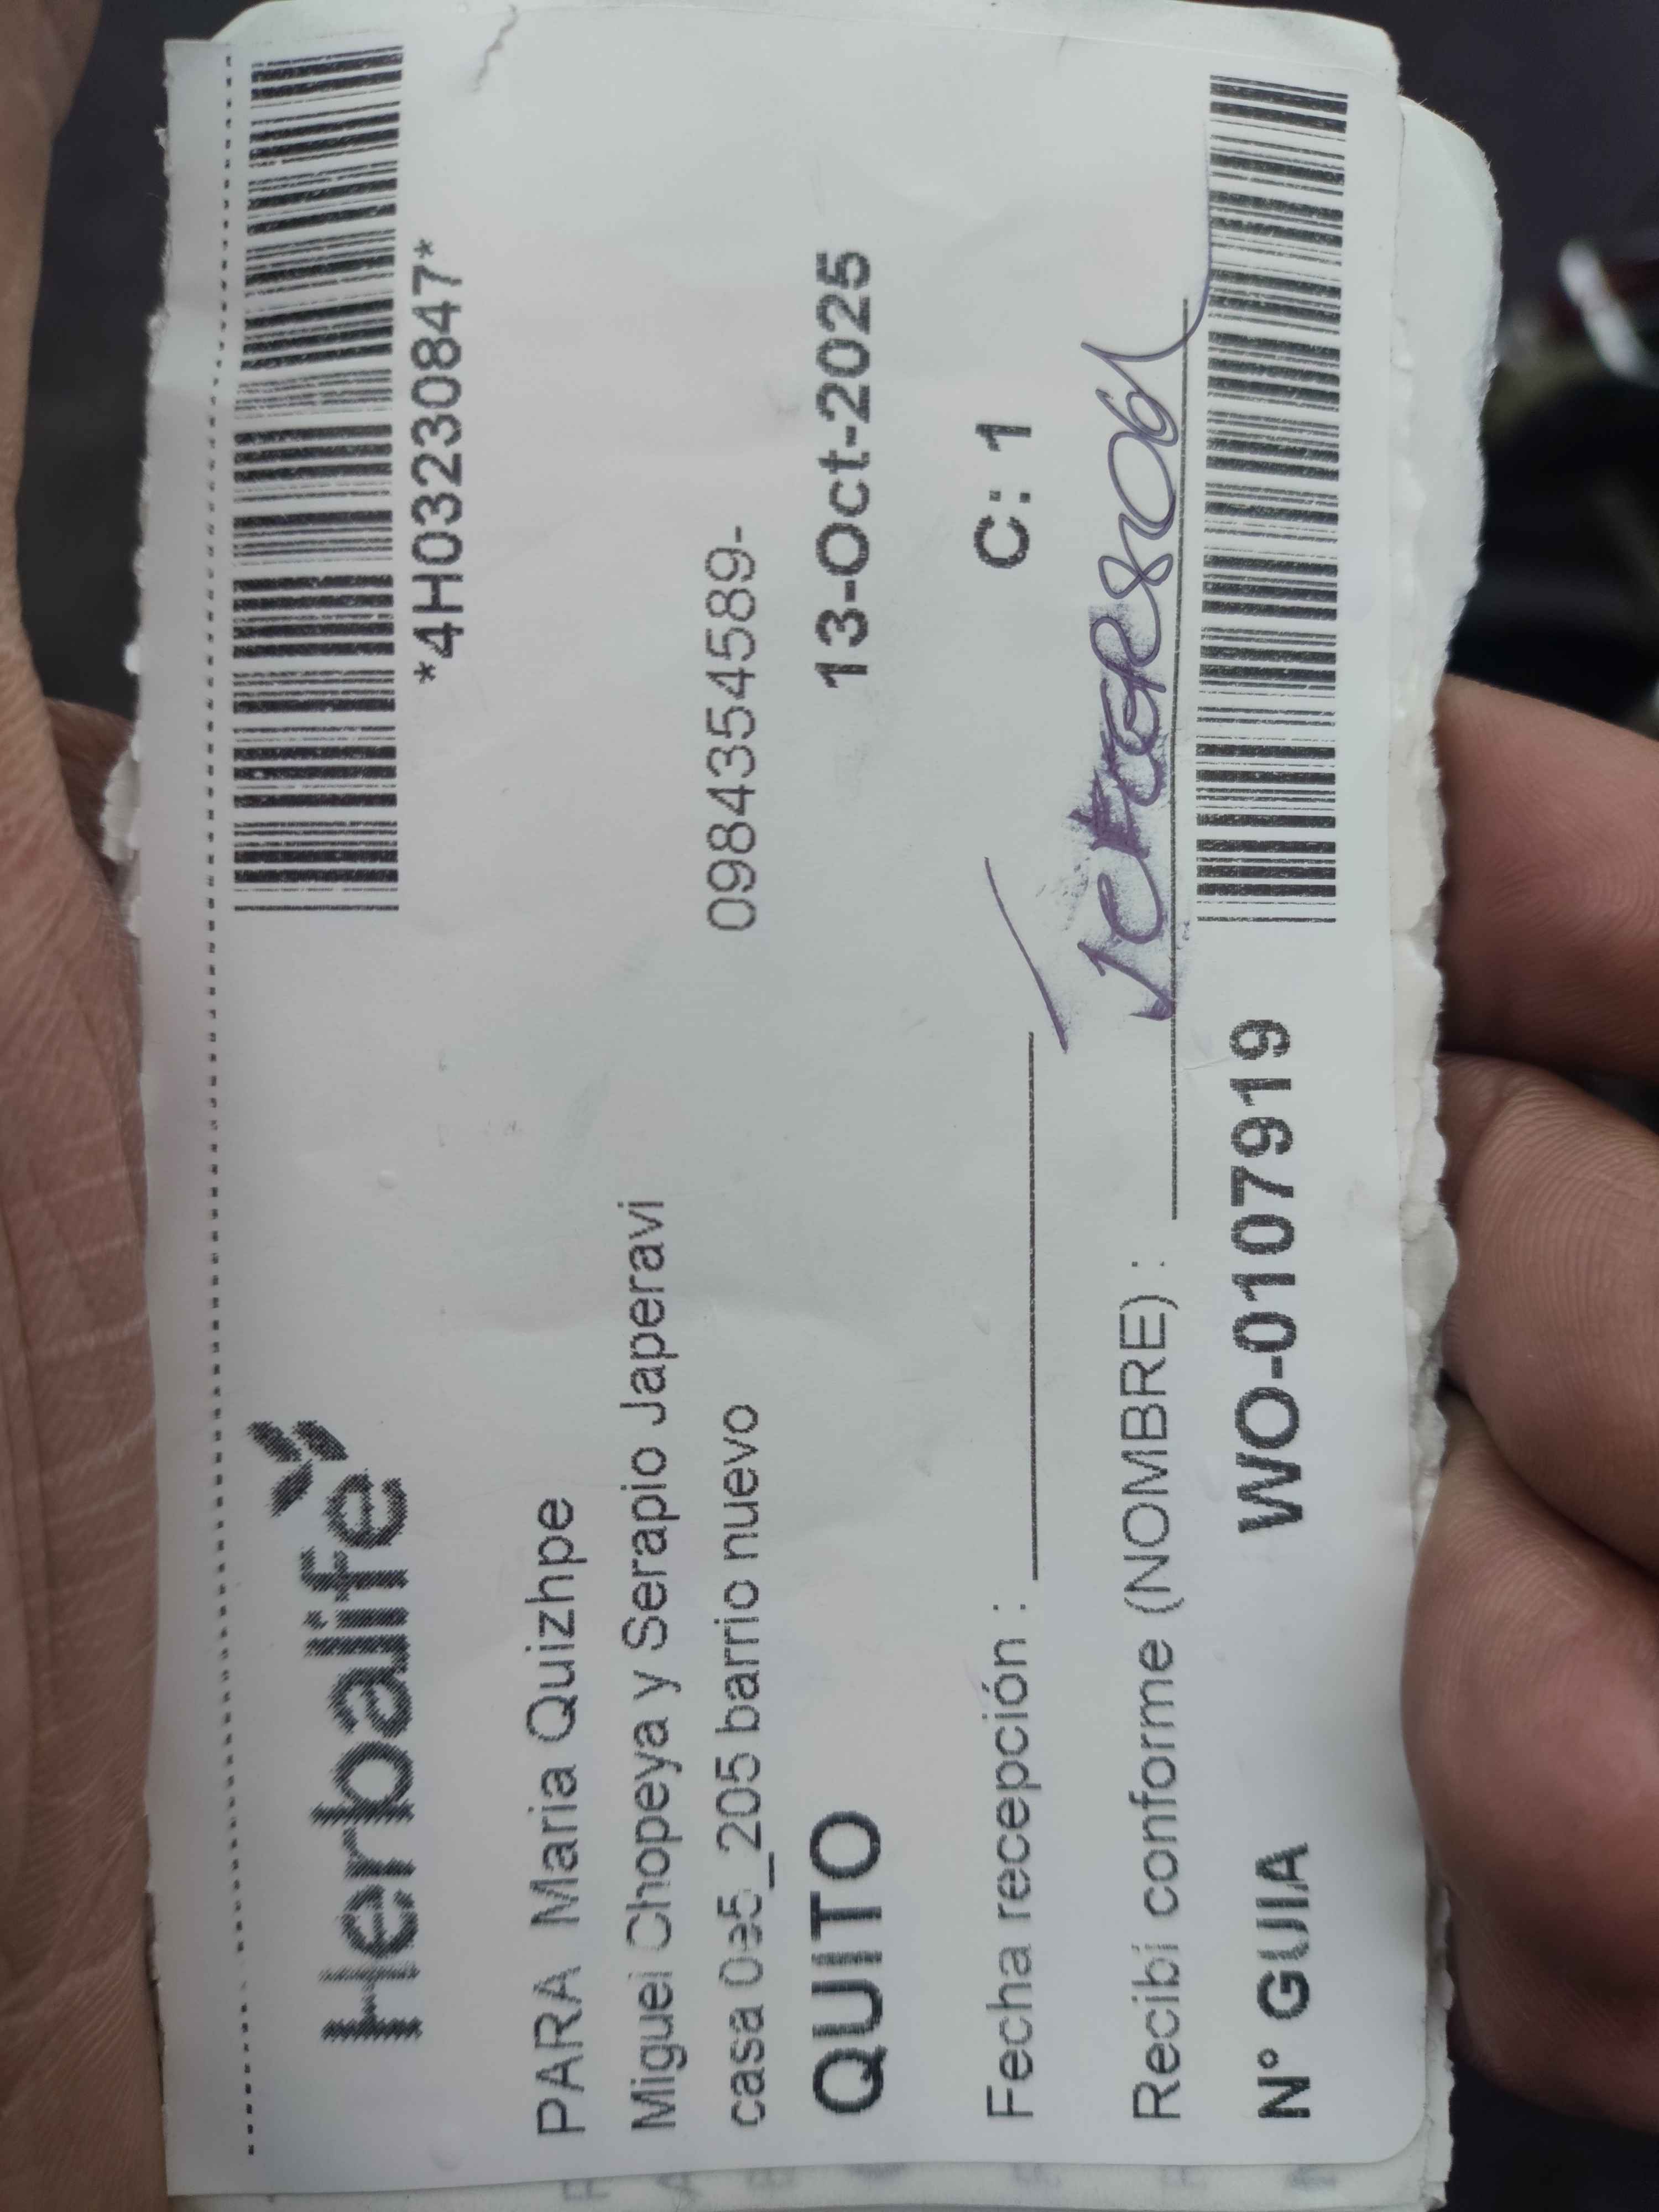 Herbalife
*4H03230847*
PARA Maria Quizhpe
Miguel Chopeya y Serapio Japeravi
casa 0e5_205 barrio nuevo 0984354589-
QUITO 13-Oct-2025
Fecha recepción : C: 1
Recibí conforme (NOMBRE) :
N° GUIA WO-0107919